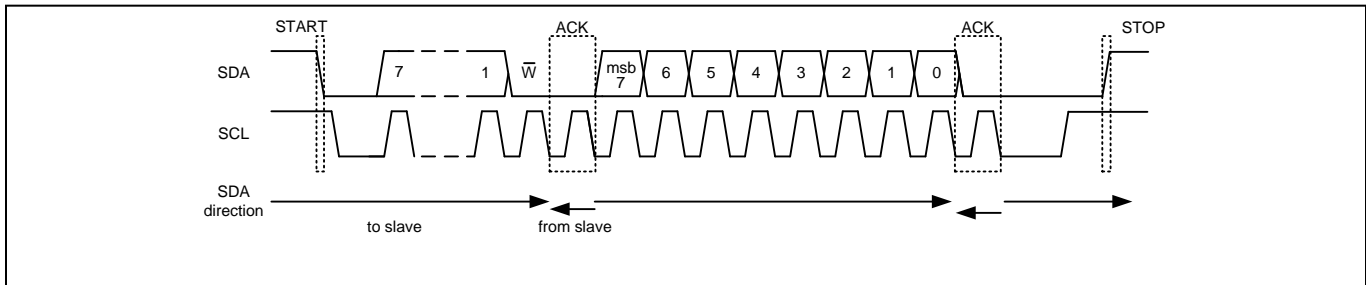 START ACK ACK STOP
SDA 7 1 W̅ msb 7 6 5 4 3 2 1 0
SCL
SDA direction
to slave from slave